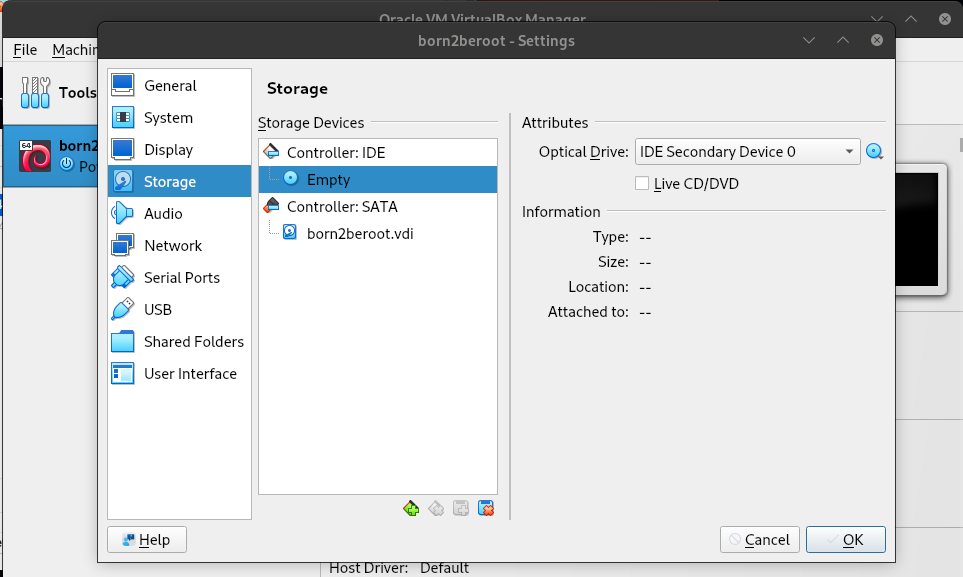 Oracle VM VirtualBox Manager
born2beroot - Settings
File Machin
Tools
64
born2
Po
General
System
Display
Storage
Audio
Network
Serial Ports
USB
Shared Folders
User Interface
Storage
Storage Devices
Controller: IDE
Empty
Controller: SATA
born2beroot.vdi
Attributes
Optical Drive: IDE Secondary Device 0
Live CD/DVD
Information
Type: --
Size: --
Location: --
Attached to: --
Help
Cancel
OK
Host Driver: Default